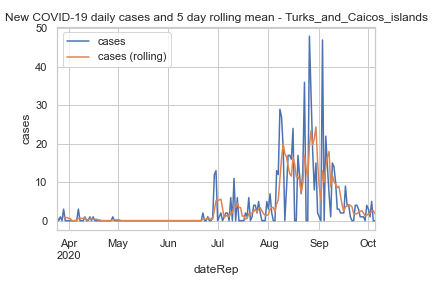 New COVID-19 daily cases and 5 day rolling mean - Turks_and_Caicos_islands
cases
cases (rolling)
50
40
30
20
10
0
cases
Apr
2020
May
Jun
Jul
Aug
Sep
Oct
dateRep